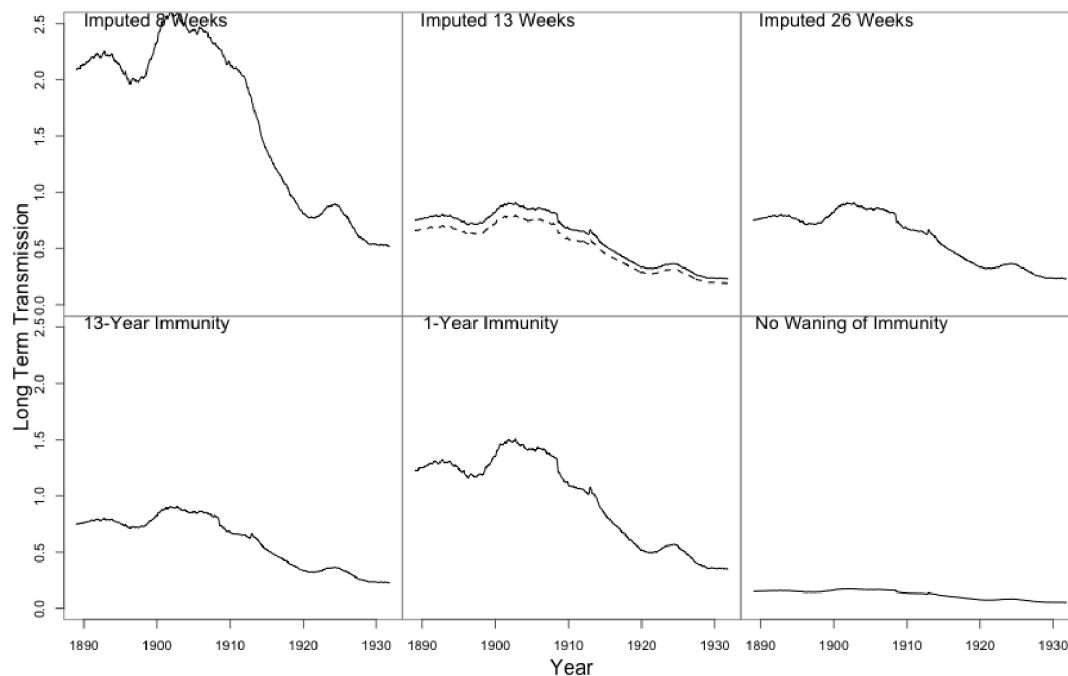 Imputed 8 Weeks
Imputed 13 Weeks
Imputed 26 Weeks
2.5
2.0
1.5
1.0
0.5
0.0
13-Year Immunity
1-Year Immunity
No Waning of Immunity
2.5
2.0
1.5
1.0
0.5
0.0
Long Term Transmission
1890 1900 1910 1920 1930
1890 1900 1910 1920 1930
1890 1900 1910 1920 1930
Year